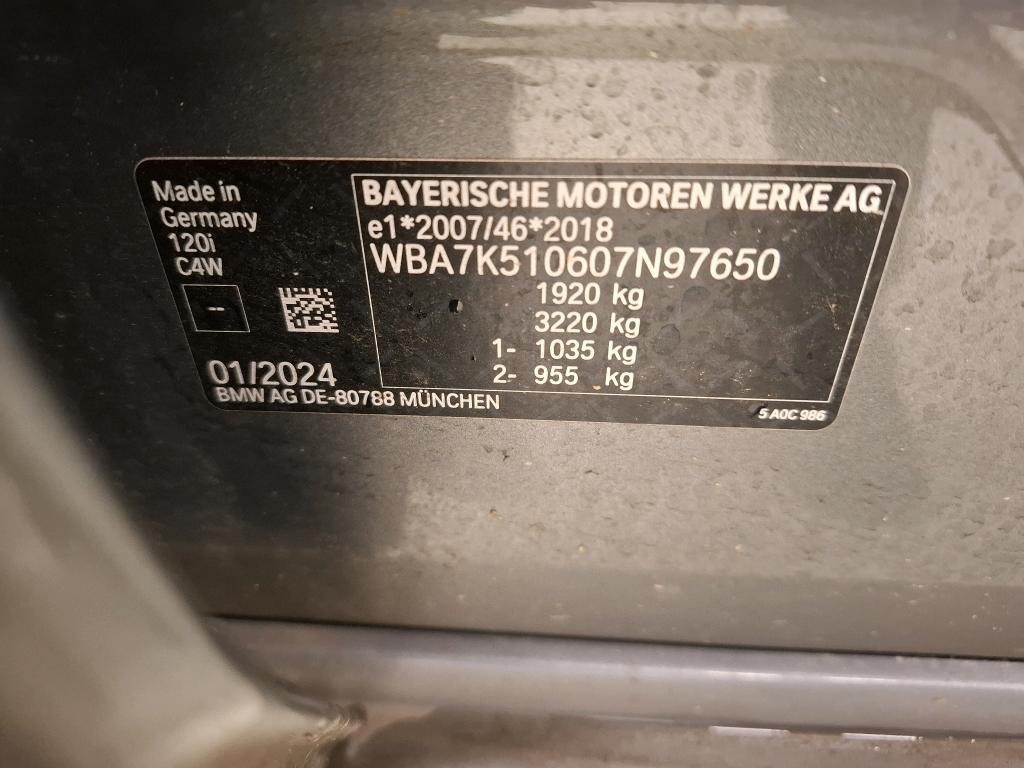 Made in
Germany
120i
C4W
--
01/2024
BMW AG DE-80788 MÜNCHEN
BAYERISCHE MOTOREN WERKE AG
e1*2007/46*2018
WBA7K510607N97650
1920 kg
3220 kg
1- 1035 kg
2- 955 kg
5 A0C 986